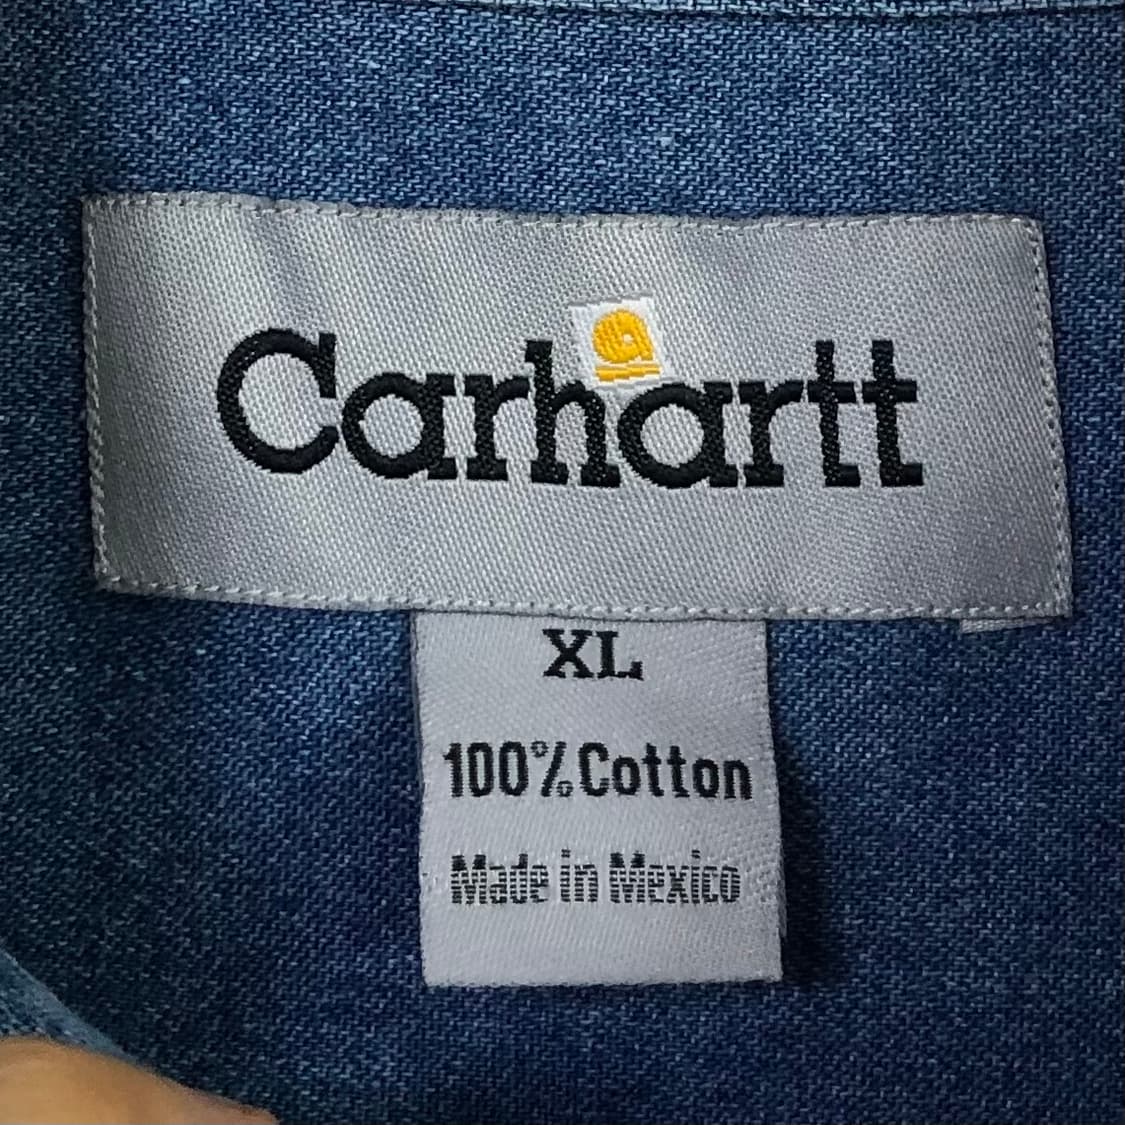 Carhartt
XL
100% Cotton
Made in Mexico